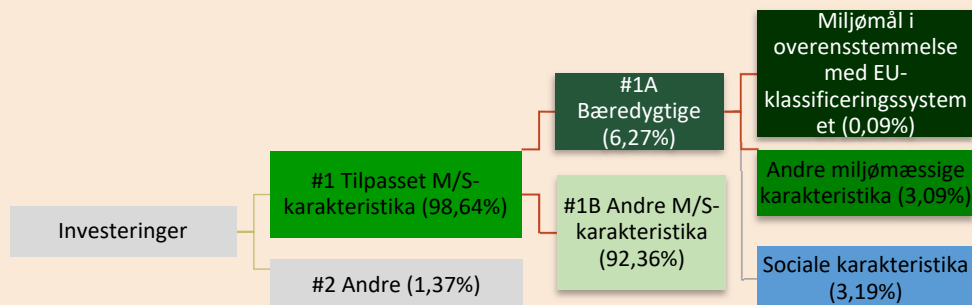 Investeringer
#1 Tilpasset M/S-
karakteristika (98,64%)
#2 Andre (1,37%)
#1A
Bæredygtige
(6,27%)
#1B Andre M/S-
karakteristika
(92,36%)
Miljømål i
overensstemmelse
med EU-
klassificeringssystem
et (0,09%)
Andre miljømæssige
karakteristika (3,09%)
Sociale karakteristika
(3,19%)